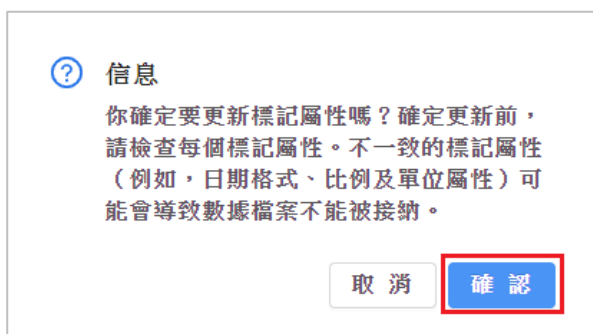 信息
你確定要更新標記屬性嗎？確定更新前，
請檢查每個標記屬性。不一致的標記屬性
（例如，日期格式、比例及單位屬性）可
能會導致數據檔案不能被接納。
取 消
確 認